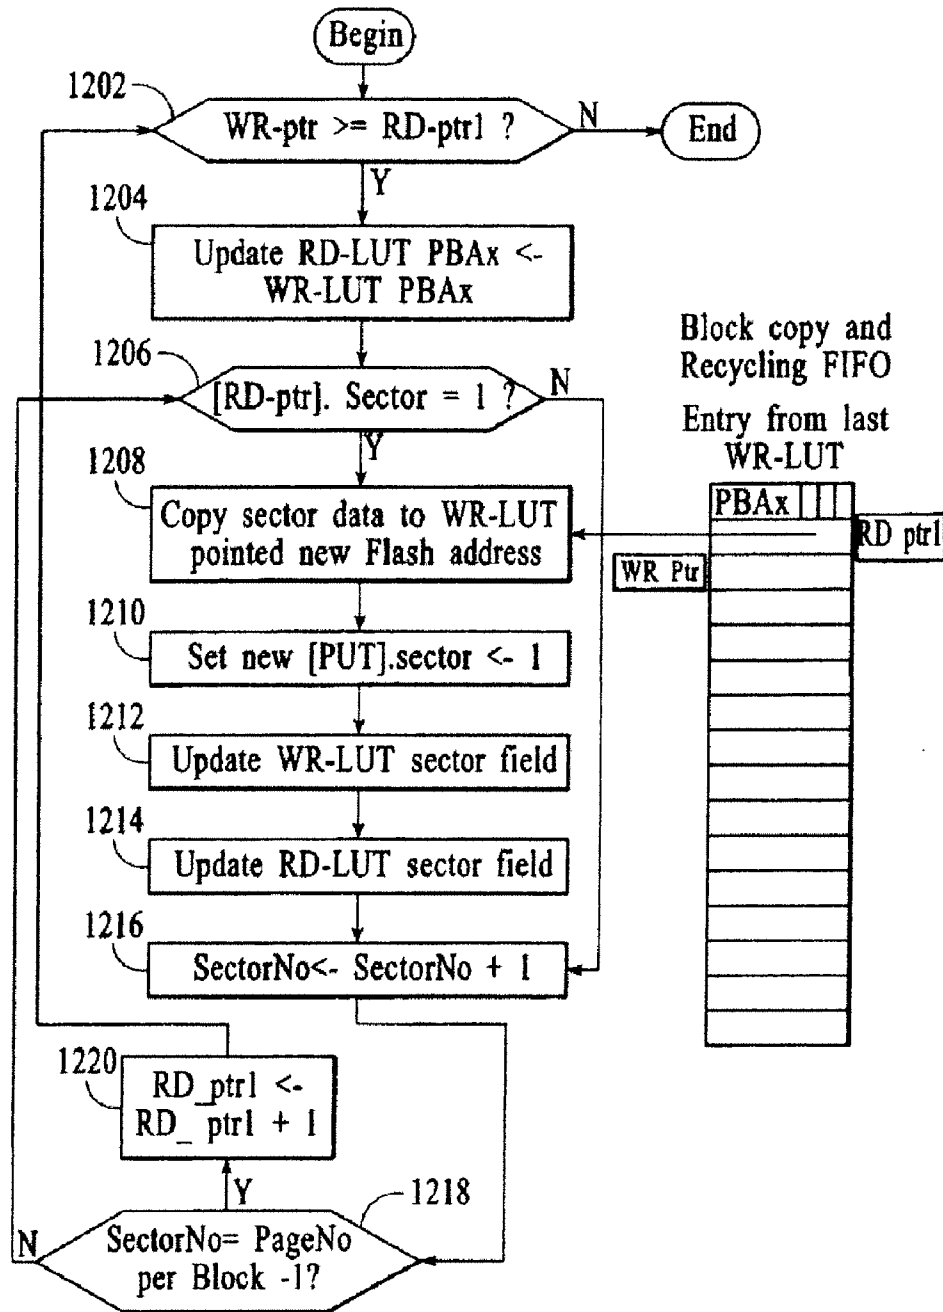 Begin
1202
WR-ptr >= RD-ptr1 ?
N
End
Y
1204
Update RD-LUT PBAx <-
WR-LUT PBAx
1206
[RD-ptr]. Sector = 1 ?
N
Y
Block copy and
Recycling FIFO
Entry from last
WR-LUT
1208
Copy sector data to WR-LUT
pointed new Flash address
PBAx
RD ptr1
WR Ptr
1210
Set new [PUT].sector <- 1
1212
Update WR-LUT sector field
1214
Update RD-LUT sector field
1216
SectorNo<- SectorNo + 1
1220
RD_ptr1 <-
RD_ ptr1 + 1
Y
1218
N
SectorNo= PageNo
per Block -1?